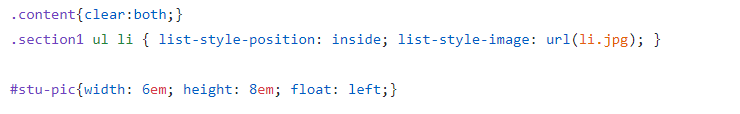 .content{clear:both;}
.section1 ul li { list-style-position: inside; list-style-image: url(li.jpg); }
#stu-pic{width: 6em; height: 8em; float: left;}